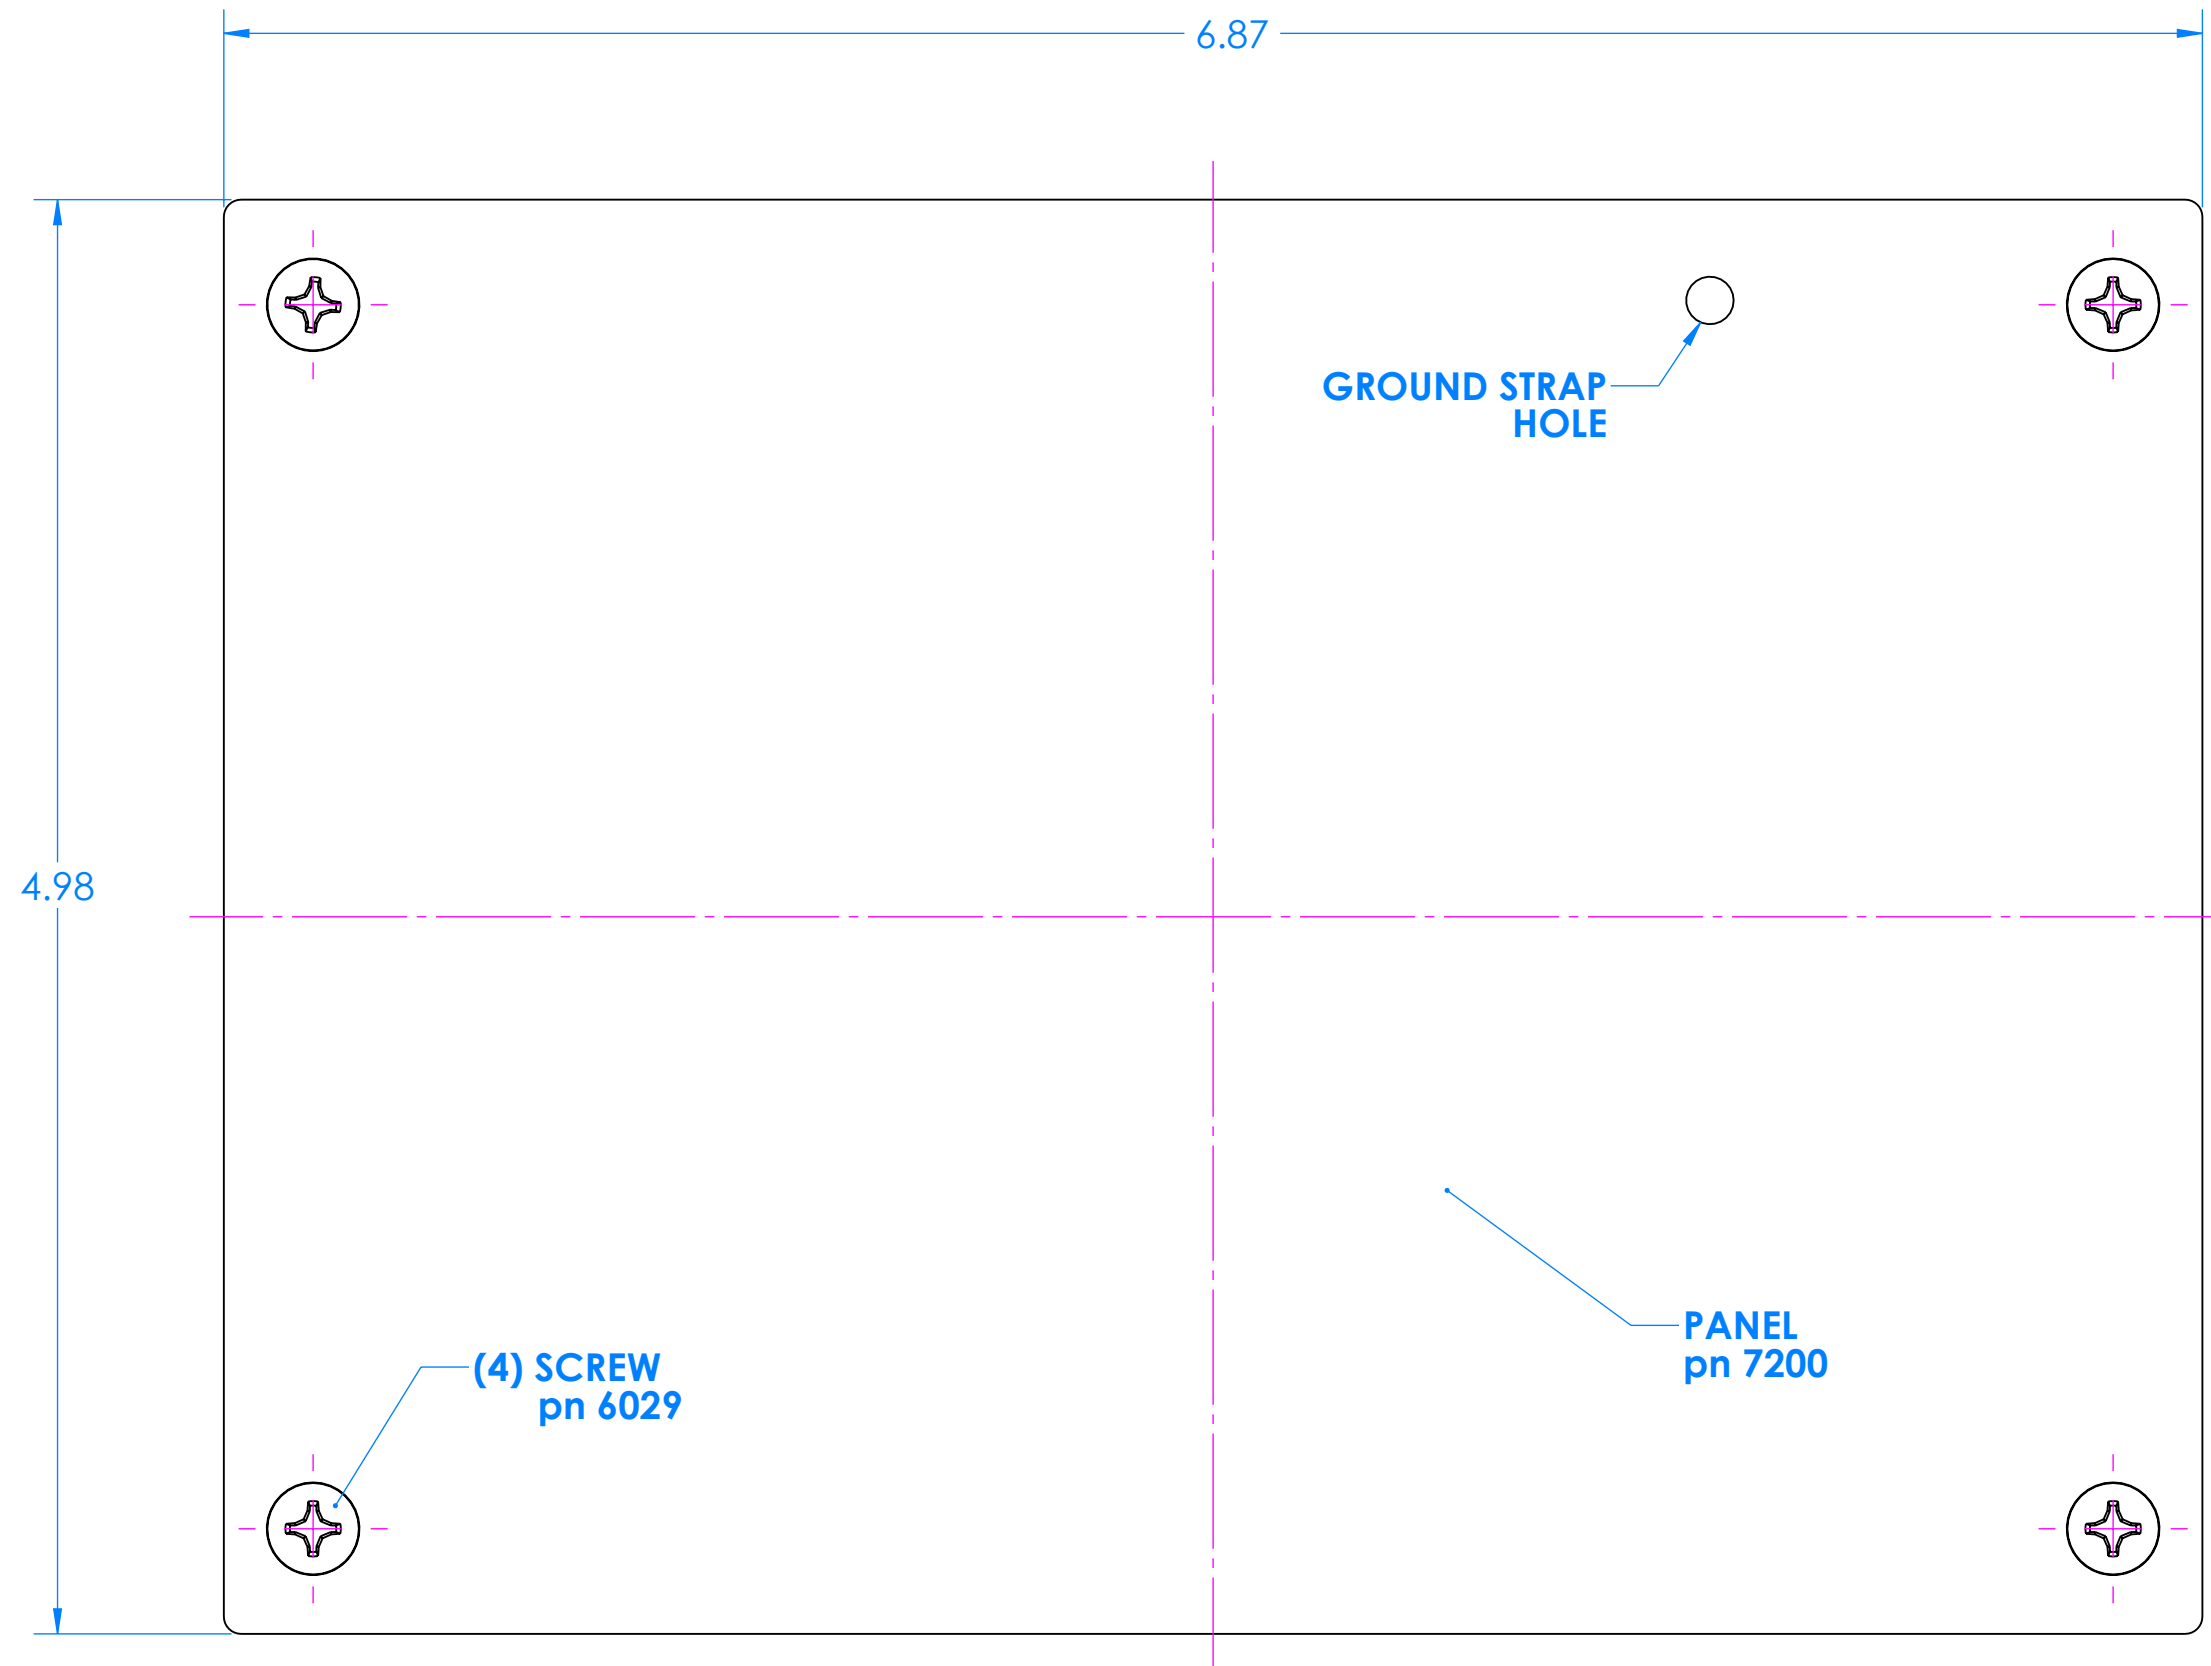 6.87
GROUND STRAP
HOLE
4.98
PANEL
pn 7200
(4) SCREW
pn 6029